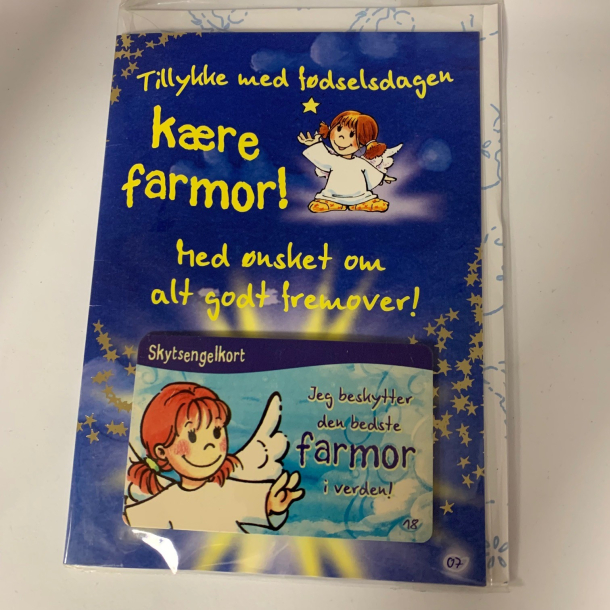 Tillykke med fødselsdagen
kære
farmor!
Med ønsket om
alt godt fremover!
Skytsengelkort
Jeg beskytter
den bedste
farmor
i verden!
18
07